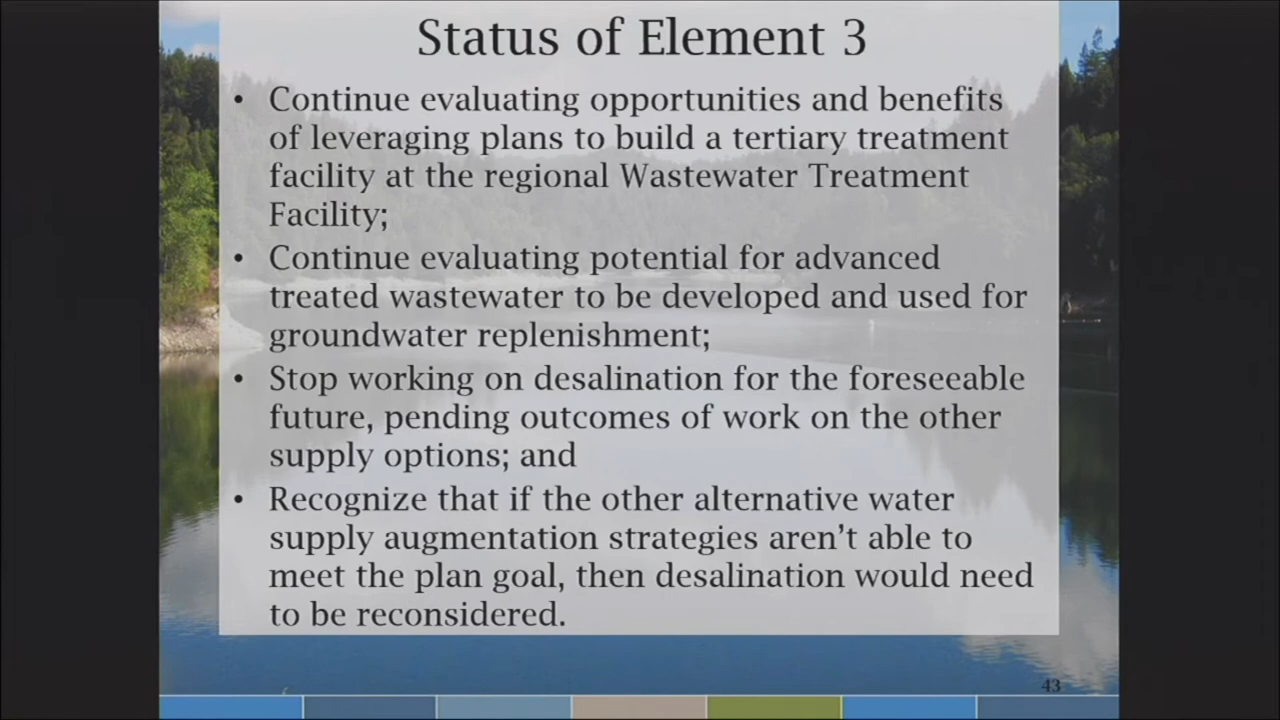 Status of Element 3
• Continue evaluating opportunities and benefits
of leveraging plans to build a tertiary treatment
facility at the regional Wastewater Treatment
Facility;
• Continue evaluating potential for advanced
treated wastewater to be developed and used for
groundwater replenishment;
• Stop working on desalination for the foreseeable
future, pending outcomes of work on the other
supply options; and
• Recognize that if the other alternative water
supply augmentation strategies aren't able to
meet the plan goal, then desalination would need
to be reconsidered.
43